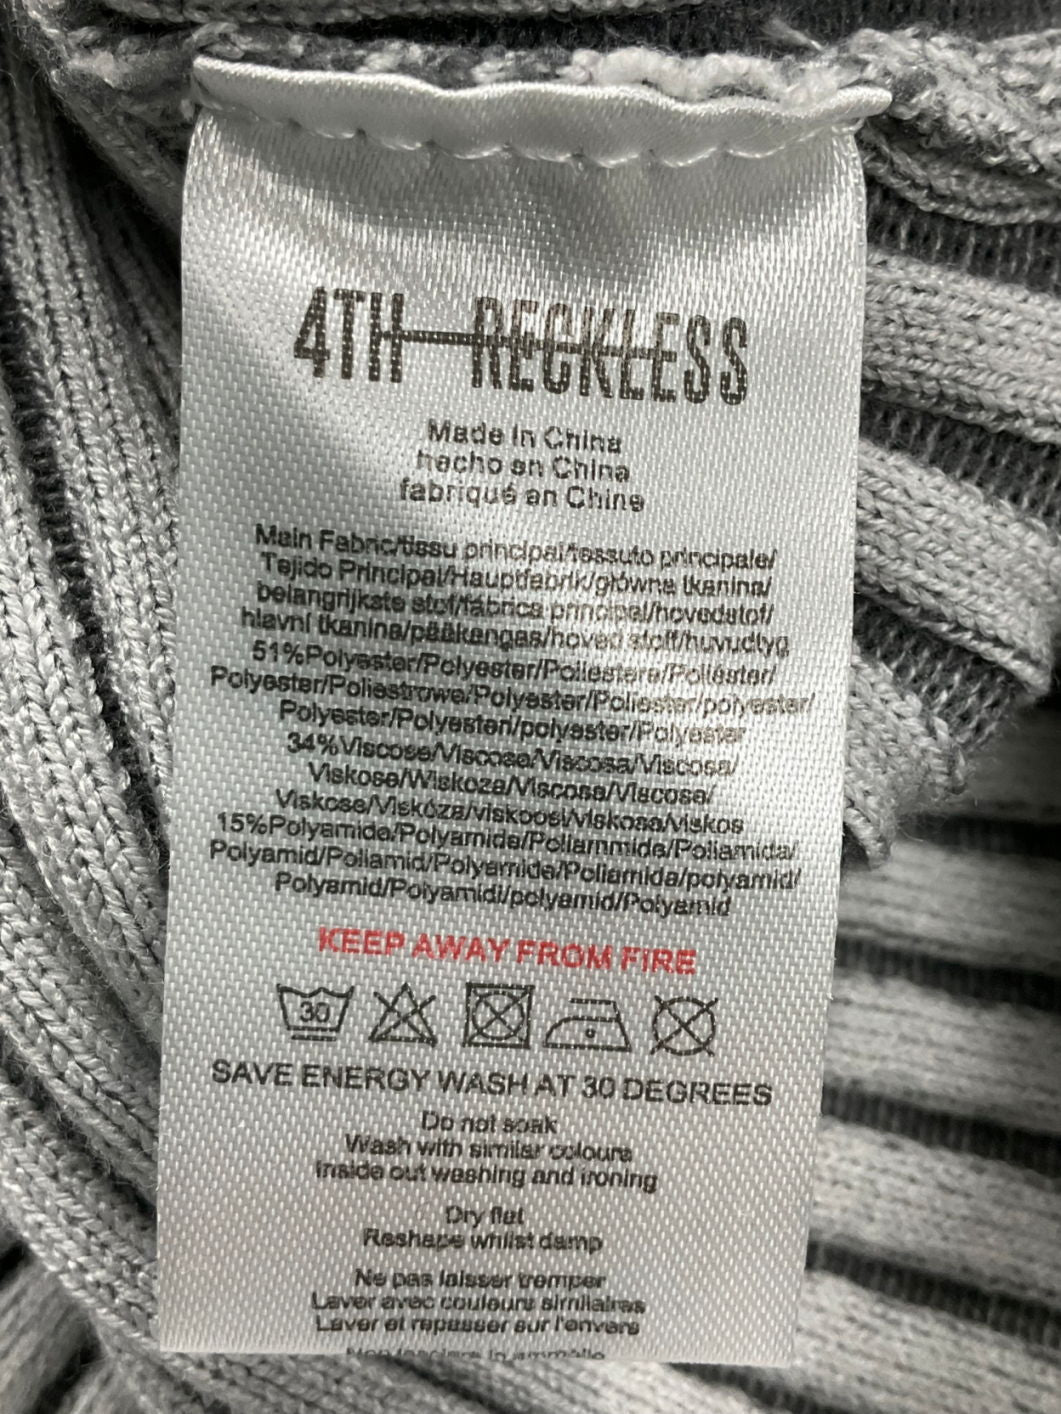 4TH RECKLESS
Made In China
hecho en China
fabriqué en Chine
Main Fabric/tissu principal/tessuto principale/
Tejido Principal/Hauptfabrik/główna tkanina/
belangrijkste stof/fábrica principal/hovedstof/
hlavní tkanina/pääkangas/hoved stoff/huvudtyg
51%Polyester/Polyester/Poliestere/Poliéster/
Polyester/Poliestrowe/Polyester/Poliester/polyester/
Polyester/Polyesteri/polyester/Polyester
34%Viscose/Viscose/Viscosa/Viscosa/
Viskose/Wiskoza/Viscose/Viscose/
Viskose/Viskóza/viskoosi/viskose/viskos
15%Polyamide/Polyamide/Poliammide/Poliamida/
Polyamid/Poliamid/Polyamide/Poliamida/polyamid/
Polyamid/Polyamidi/polyamid/Polyamid
KEEP AWAY FROM FIRE
30
SAVE ENERGY WASH AT 30 DEGREES
Do not soak
Wash with similar colours
Inside out washing and ironing
Dry flat
Reshape whilst damp
Ne pas laisser tremper
Laver avec couleurs similaires
Laver et repasser sur l'envers